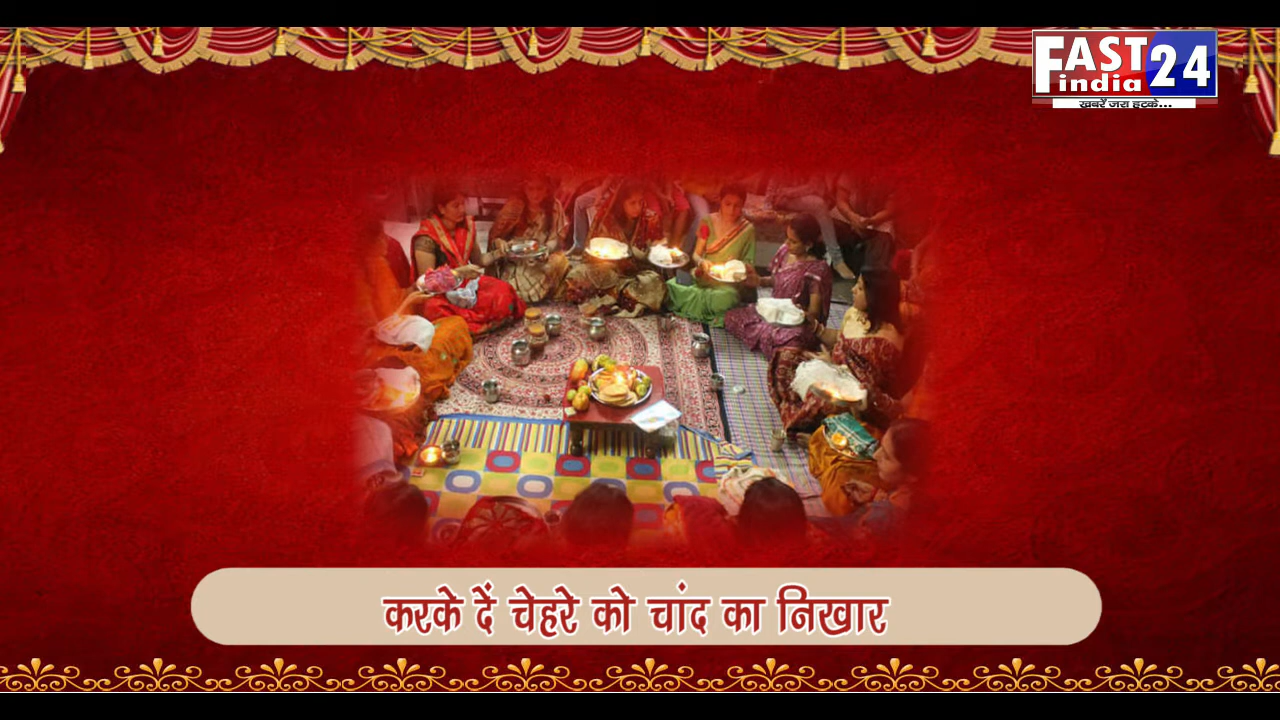 FAST
india 24
खबरें जरा हटके...
करके दें चेहरे को चांद का निखार